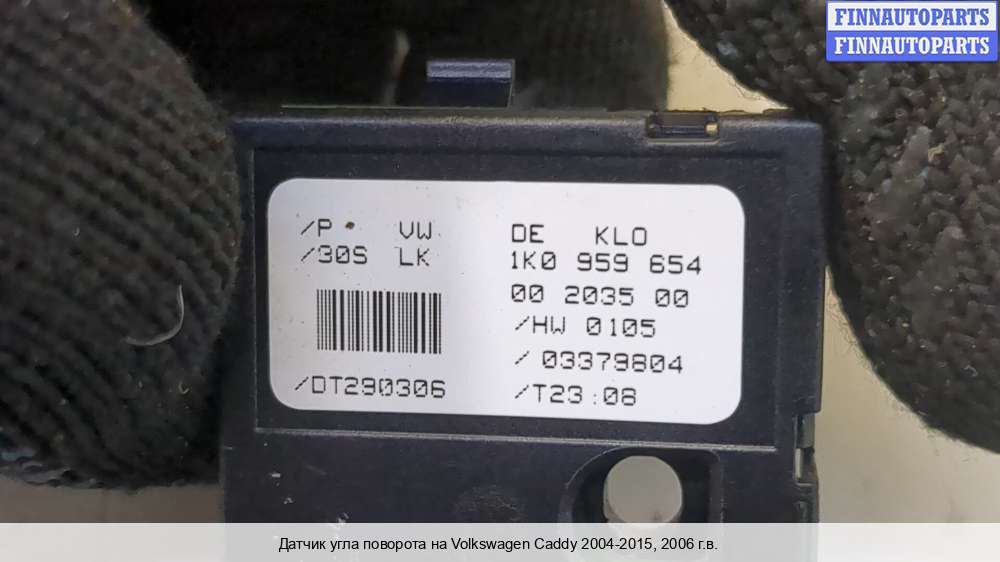 FINNAUTOPARTS
FINNAUTOPARTS
/P VW
/30S LK
/DT290306
DE KLO
1K0 959 654
00 2035 00
/HW 0105
/03379804
/T23:08
Датчик угла поворота на Volkswagen Caddy 2004-2015, 2006 г.в.